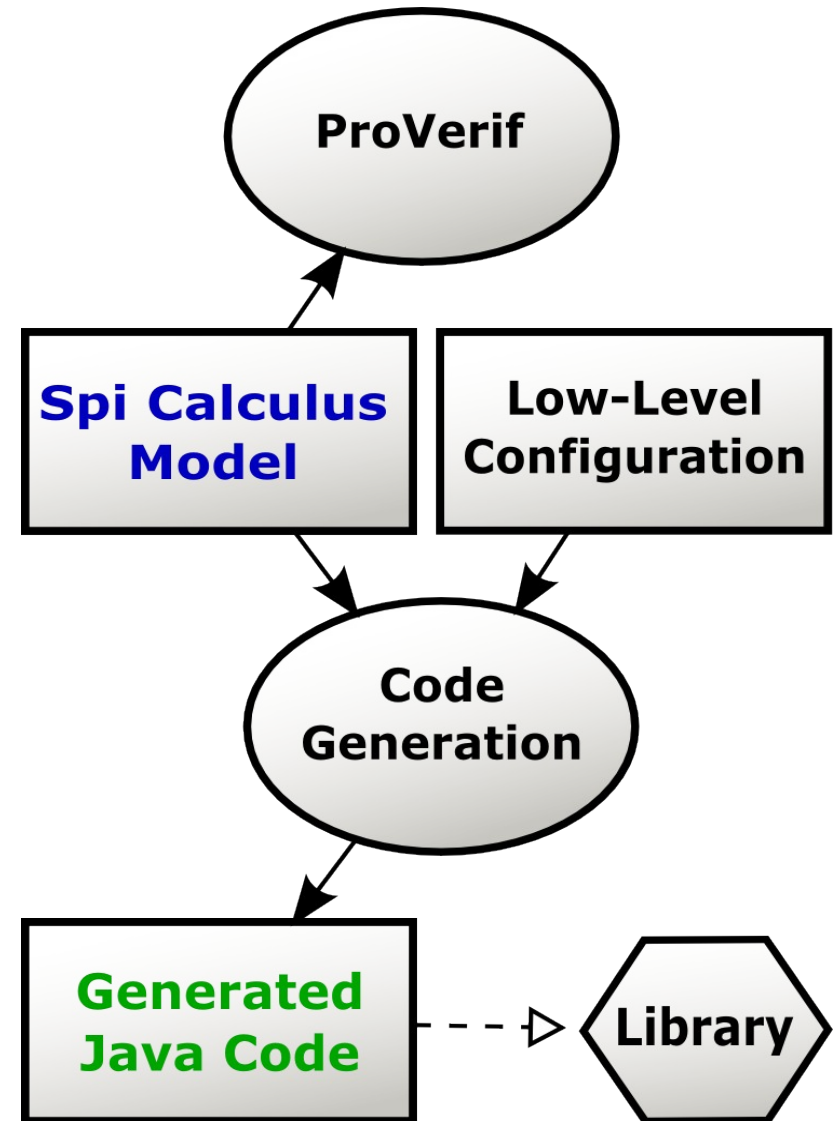 ProVerif
Spi Calculus
Model
Low-Level
Configuration
Code
Generation
Generated
Java Code
Library